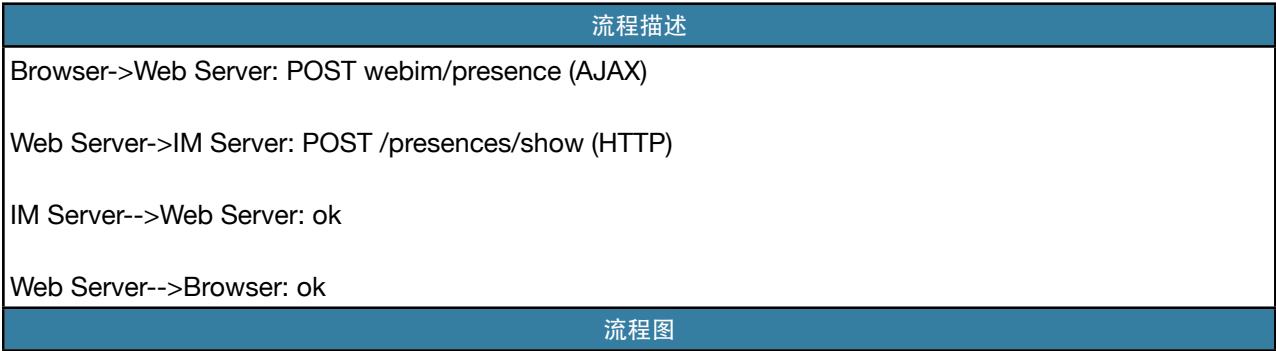 流程描述
Browser->Web Server: POST webim/presence (AJAX)
Web Server->IM Server: POST /presences/show (HTTP)
IM Server-->Web Server: ok
Web Server-->Browser: ok
流程图